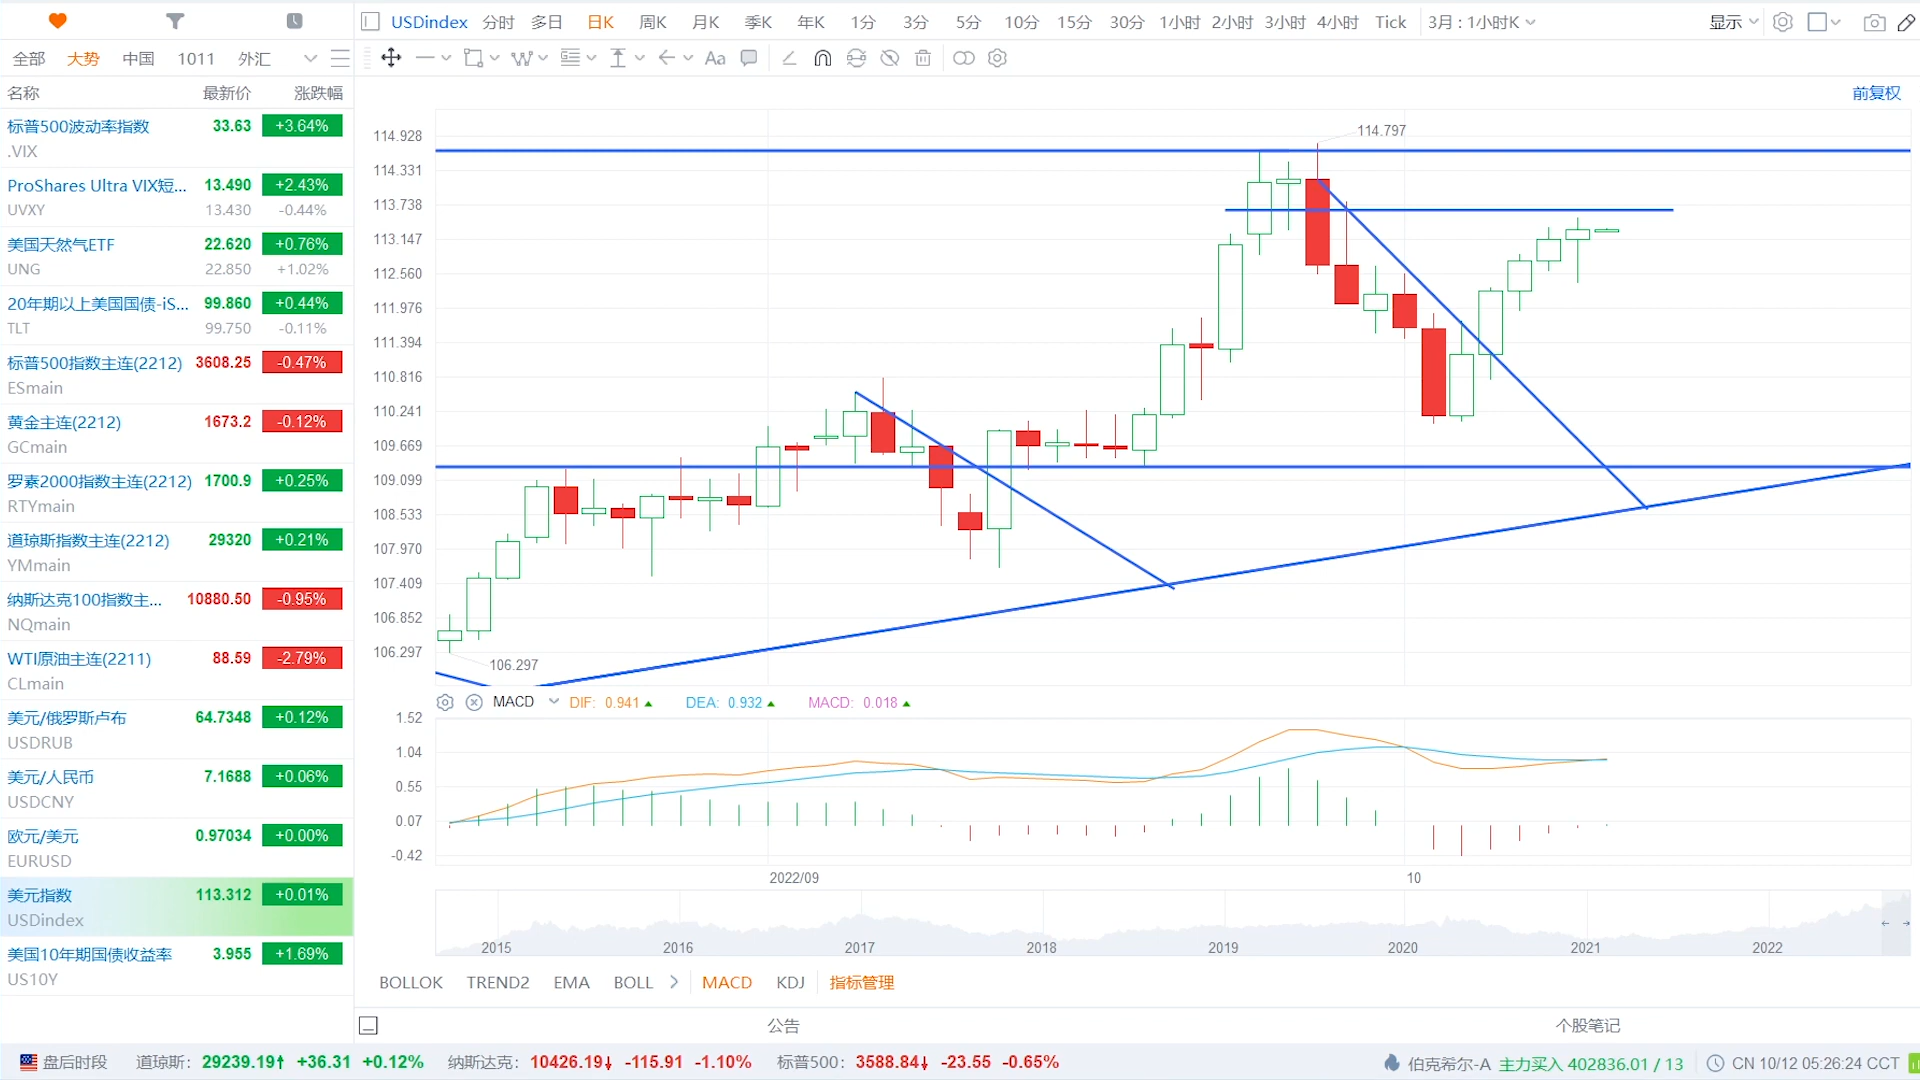 USDindex 分时 多日 日K 周K 月K 季K 年K 1分 3分 5分 10分 15分 30分 1小时 2小时 3小时 4小时 Tick 3月 : 1小时K 显示
全部 大势 中国 1011 外汇 Aa
名称 最新价 涨跌幅
前复权
标普500波动率指数 33.63 +3.64%
.VIX
ProShares Ultra VIX短... 13.490 +2.43%
UVXY 13.430 -0.44%
美国天然气ETF 22.620 +0.76%
UNG 22.850 +1.02%
20年期以上美国国债-iS... 99.860 +0.44%
TLT 99.750 -0.11%
标普500指数主连(2212) 3608.25 -0.47%
ESmain
黄金主连(2212) 1673.2 -0.12%
GCmain
罗素2000指数主连(2212) 1700.9 +0.25%
RTYmain
道琼斯指数主连(2212) 29320 +0.21%
YMmain
纳斯达克100指数主... 10880.50 -0.95%
NQmain
WTI原油主连(2211) 88.59 -2.79%
CLmain
美元/俄罗斯卢布 64.7348 +0.12%
USDRUB
美元/人民币 7.1688 +0.06%
USDCNY
欧元/美元 0.97034 +0.00%
EURUSD
美元指数 113.312 +0.01%
USDindex
美国10年期国债收益率 3.955 +1.69%
US10Y
114.797
114.928
114.331
113.738
113.147
112.560
111.976
111.394
110.816
110.241
109.669
109.099
108.533
107.970
107.409
106.852
106.297
106.297
MACD DIF: 0.941 DEA: 0.932 MACD: 0.018
1.52
1.04
0.55
0.07
-0.42
2022/09 10
2015 2016 2017 2018 2019 2020 2021 2022
BOLLOK TREND2 EMA BOLL MACD KDJ 指标管理
公告 个股笔记
盘后时段 道琼斯: 29239.19↑ +36.31 +0.12% 纳斯达克: 10426.19↓ -115.91 -1.10% 标普500: 3588.84↓ -23.55 -0.65% 伯克希尔-A 主力买入 402836.01 / 13 CN 10/12 05:26:24 CCT